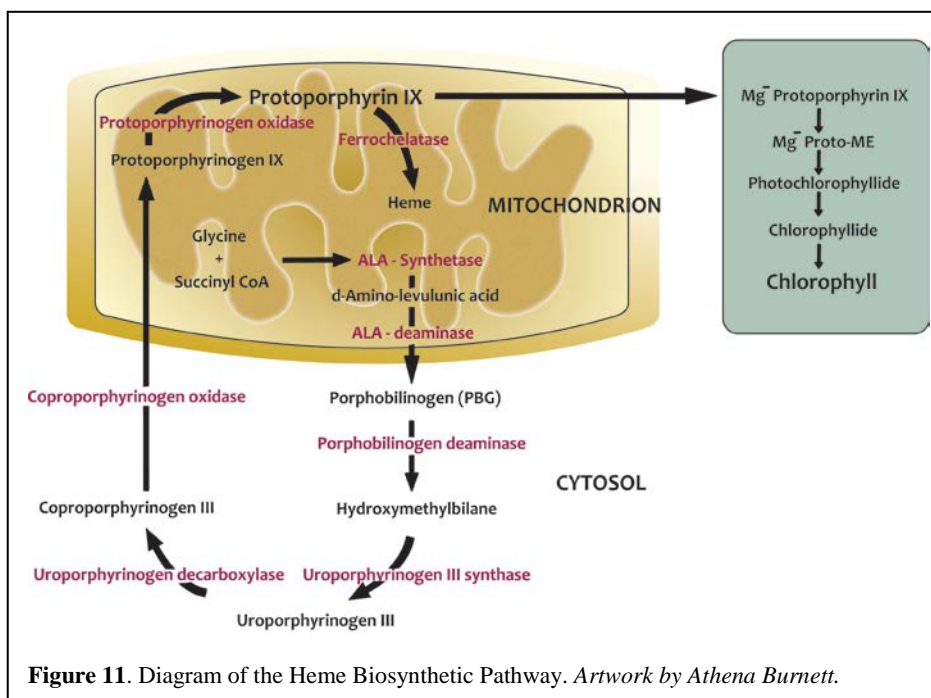 Protoporphyrin IX
Protoporphyrinogen oxidase
Ferrochelatase
Protoporphyrinogen IX
Heme
MITOCHONDRION
Glycine
+
Succinyl CoA
ALA - Synthetase
d-Amino-levulunic acid
ALA - deaminase
Mg⁻ Protoporphyrin IX
Mg⁻ Proto-ME
Photochlorophyllide
Chlorophyllide
Chlorophyll
Coproporphyrinogen oxidase
Porphobilinogen (PBG)
Porphobilinogen deaminase
CYTOSOL
Coproporphyrinogen III
Hydroxymethylbilane
Uroporphyrinogen decarboxylase
Uroporphyrinogen III synthase
Uroporphyrinogen III
Figure 11. Diagram of the Heme Biosynthetic Pathway. Artwork by Athena Burnett.